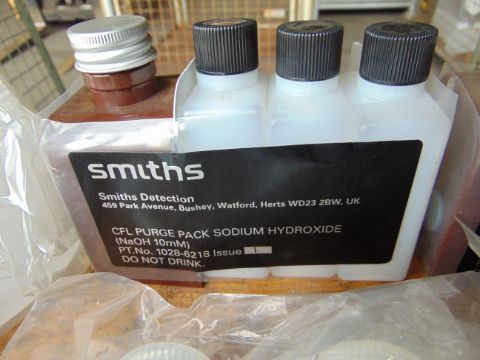 smiths
Smiths Detection
459 Park Avenue, Bushey, Watford, Herts WD23 2BW, UK
CFL PURGE PACK SODIUM HYDROXIDE
(NaOH 10mM)
PT.No. 1028-6218 Issue 1
DO NOT DRINK.